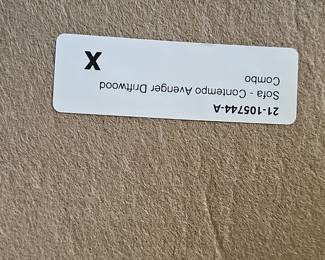 21-105744-A
Sofa - Contempo Avenger Driftwood
Combo
X